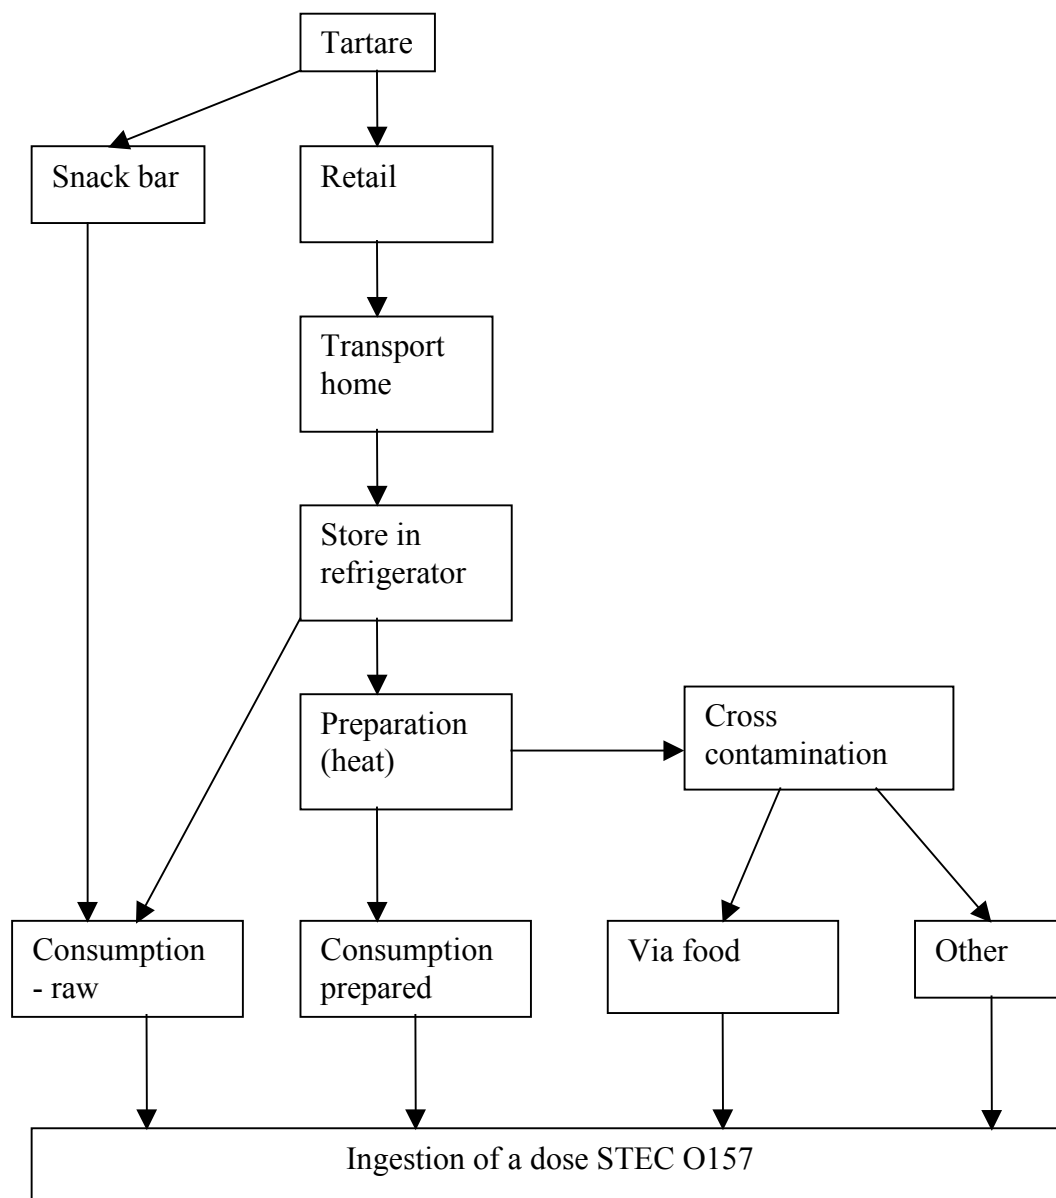 Tartare
Snack bar
Retail
Transport
home
Store in
refrigerator
Preparation
(heat)
Cross
contamination
Consumption
- raw
Consumption
prepared
Via food
Other
Ingestion of a dose STEC O157